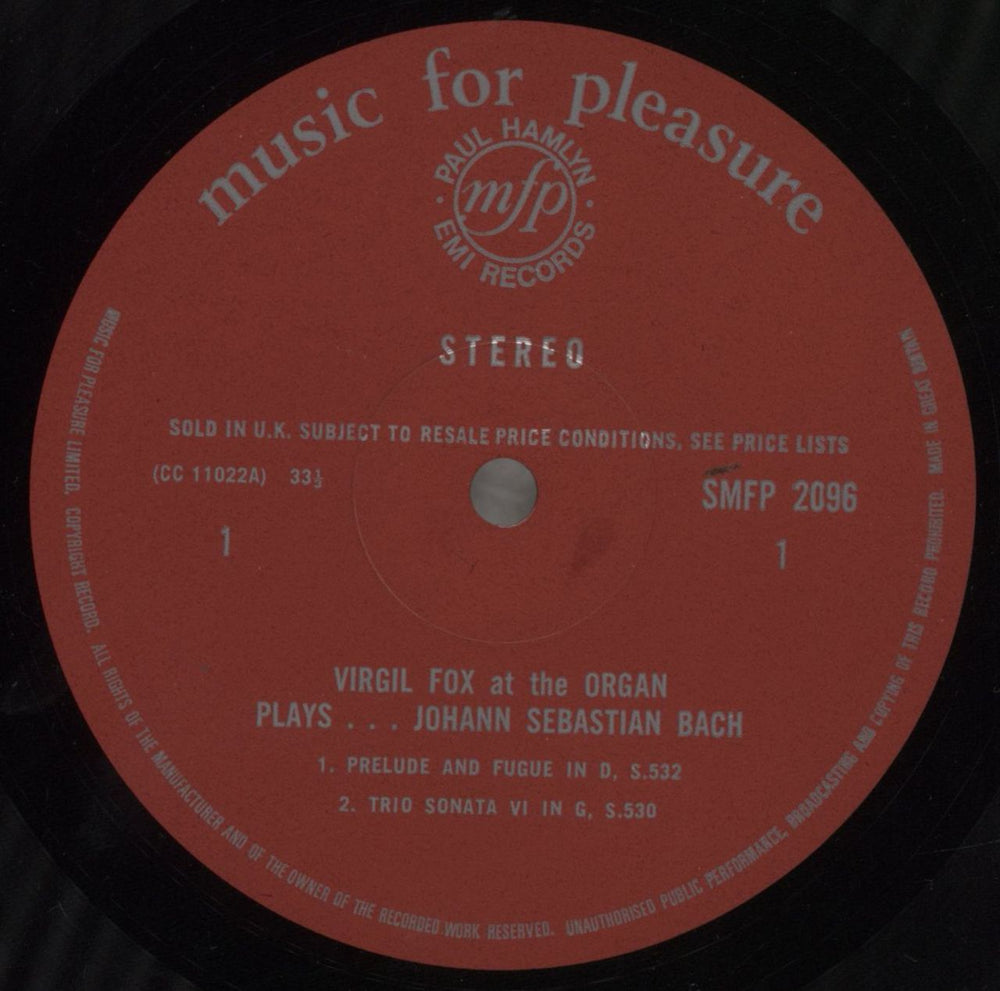 music for pleasure
PAUL HAMLYN
mfp
· EMI RECORDS ·
STEREO
SOLD IN U.K. SUBJECT TO RESALE PRICE CONDITIONS, SEE PRICE LISTS
(CC 11022A) 33⅓
SMFP 2096
1
1
VIRGIL FOX at the ORGAN
PLAYS . . . JOHANN SEBASTIAN BACH
1. PRELUDE AND FUGUE IN D, S.532
2. TRIO SONATA VI IN G, S.530
MUSIC FOR PLEASURE LIMITED. COPYRIGHT RECORD. ALL RIGHTS OF THE MANUFACTURER AND OF THE OWNER OF THE RECORDED WORK RESERVED. UNAUTHORISED PUBLIC PERFORMANCE, BROADCASTING AND COPYING OF THIS RECORD PROHIBITED. MADE IN GREAT BRITAIN